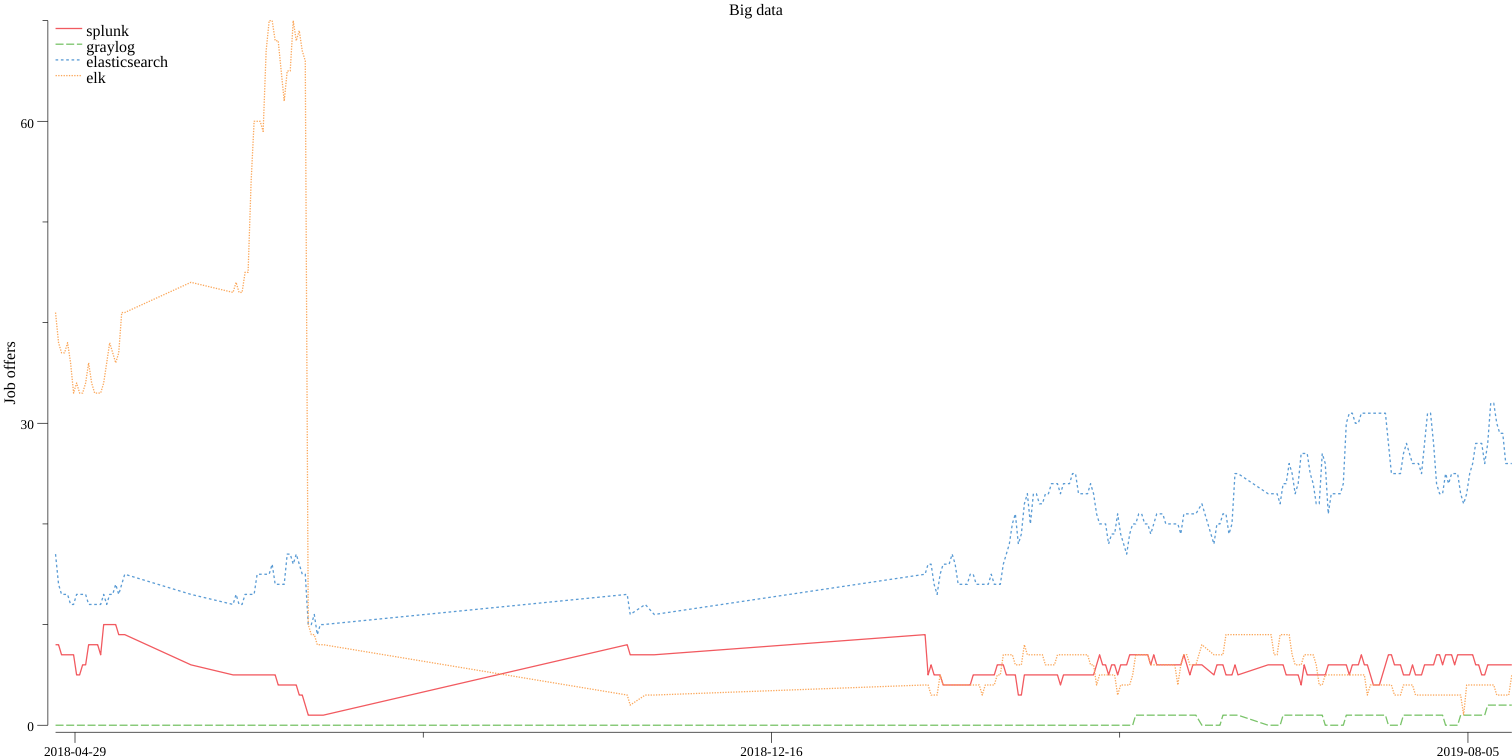 Big data
splunk
graylog
elasticsearch
elk
Job offers
60
30
0
2018-04-29
2018-12-16
2019-08-05